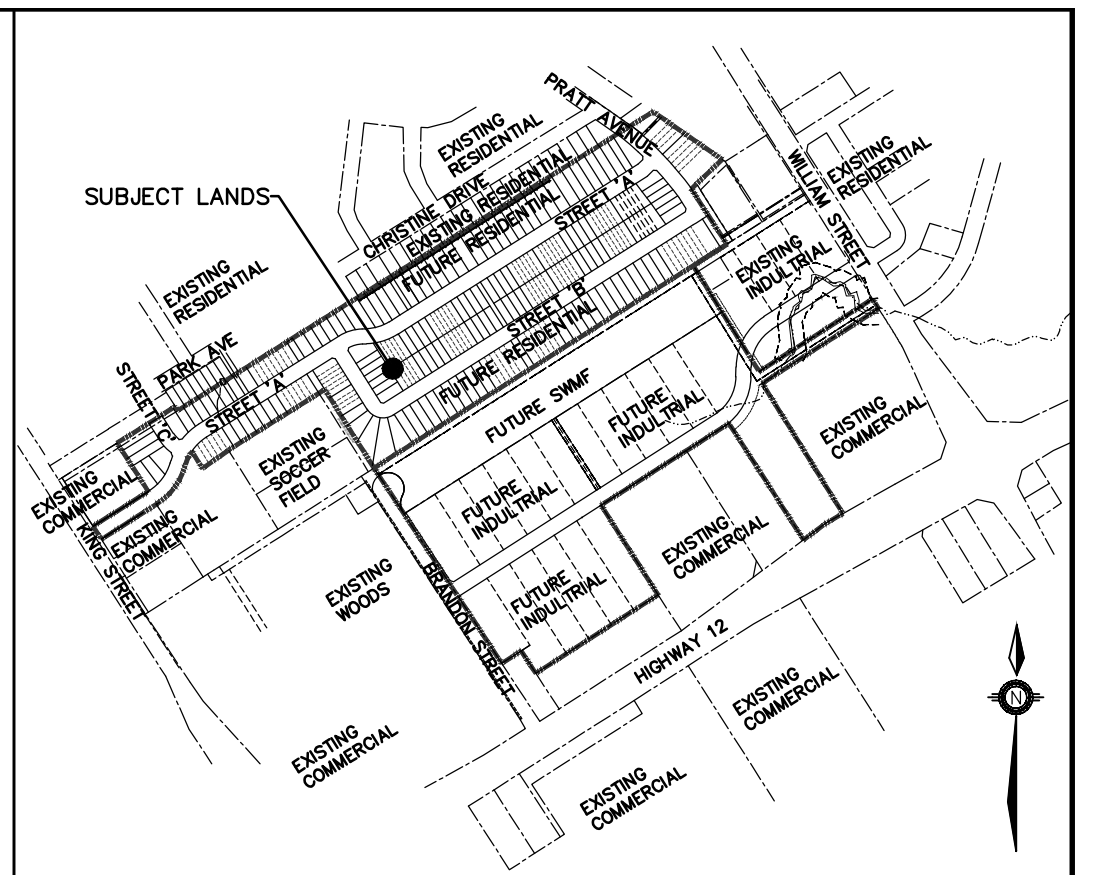 PRATT AVENUE
EXISTING
RESIDENTIAL
WILLIAM STREET
EXISTING
RESIDENTIAL
SUBJECT LANDS
CHRISTINE DRIVE
EXISTING RESIDENTIAL
FUTURE RESIDENTIAL
STREET 'A'
EXISTING
RESIDENTIAL
EXISTING
INDULTRIAL
STREET 'B'
FUTURE RESIDENTIAL
PARK AVE
STREET 'C'
STREET 'A'
FUTURE SWMF
FUTURE
INDULTRIAL
EXISTING
COMMERCIAL
EXISTING
SOCCER
FIELD
EXISTING
COMMERCIAL
KING STREET
EXISTING
COMMERCIAL
FUTURE
INDULTRIAL
EXISTING
COMMERCIAL
EXISTING
WOODS
BRANDON STREET
FUTURE
INDULTRIAL
HIGHWAY 12
EXISTING
COMMERCIAL
N
EXISTING
COMMERCIAL
EXISTING
COMMERCIAL